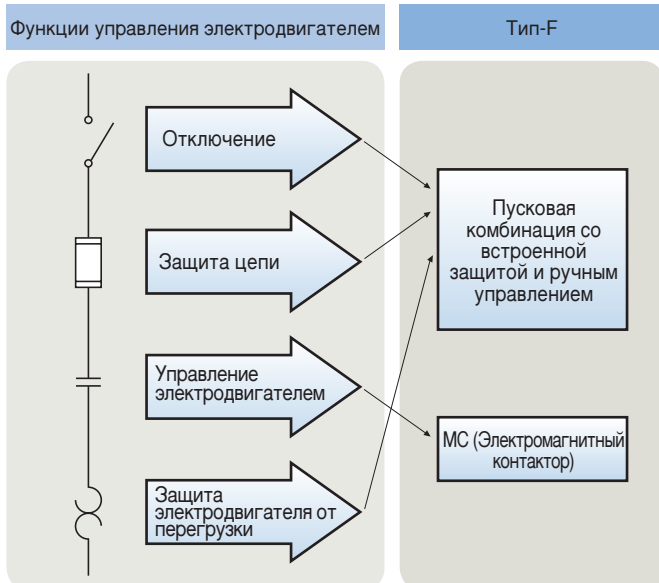 Функции управления электродвигателем
Тип-F
Отключение
Защита цепи
Управление
электродвигателем
Защита
электродвигателя от
перегрузки
Пусковая
комбинация со
встроенной
защитой и ручным
управлением
МС (Электромагнитный
контактор)